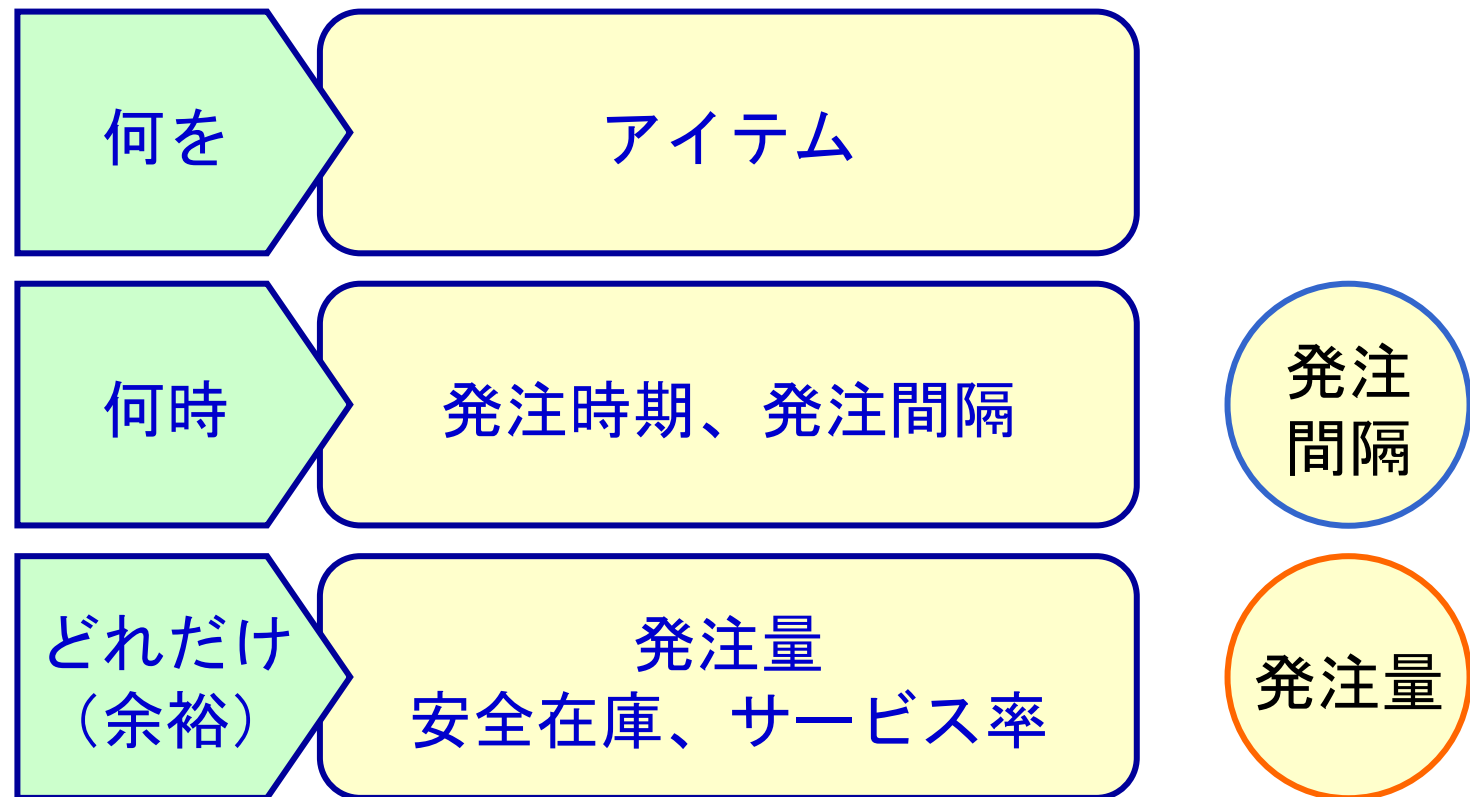 何を
アイテム
何時
発注時期、発注間隔
発注
間隔
どれだけ
（余裕）
発注量
安全在庫、サービス率
発注量